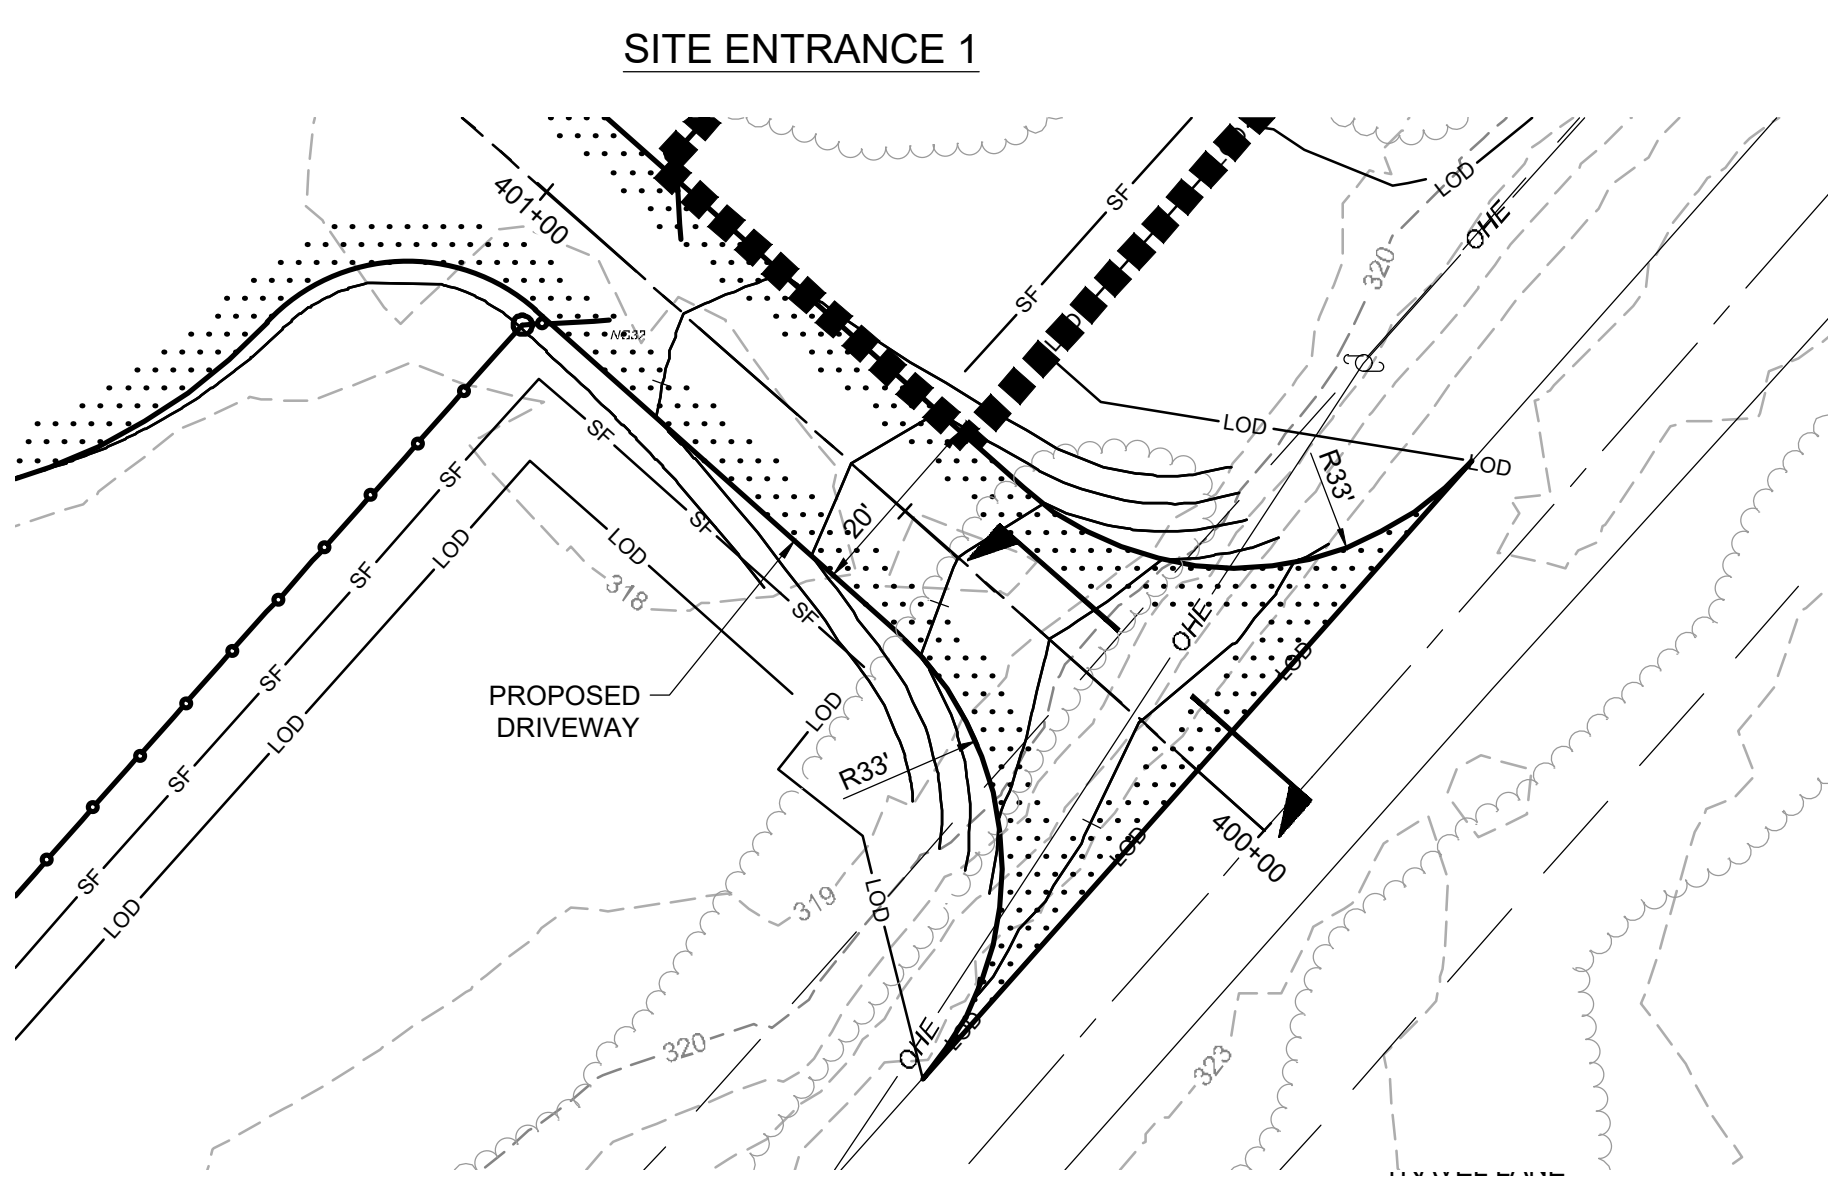 SITE ENTRANCE 1
401+00
SF
LOD
LOD
OHE
320
SF
LOD
LOD
LOD
R33'
SF
SF
SF
20'
LOD
LOD
SF
318
SF
OHE
LOD
SF
PROPOSED
DRIVEWAY
LOD
LOD
R33'
SF
400+00
LOD
SF
LOD
319
LOD
LOD
OHE
320
323